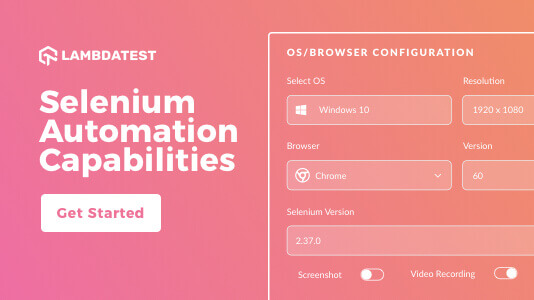 LAMBDATEST
Selenium
Automation
Capabilities
Get Started
OS/BROWSER CONFIGURATION
Select OS
Resolution
Windows 10
1920 x 1080
Browser
Version
Chrome
60
Selenium Version
2.37.0
Screenshot
Video Recording